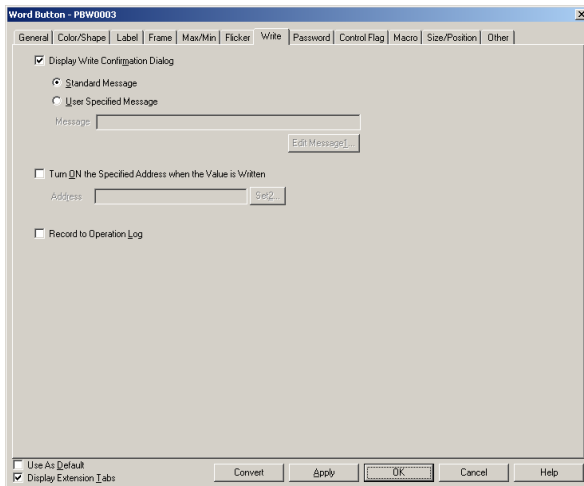 Word Button - PBW0003
General Color/Shape Label Frame Max/Min Flicker Write Password Control Flag Macro Size/Position Other
Display Write Confirmation Dialog
Standard Message
User Specified Message
Message
Edit Message1...
Turn ON the Specified Address when the Value is Written
Address Set2...
Record to Operation Log
Use As Default
Display Extension Tabs
Convert Apply OK Cancel Help